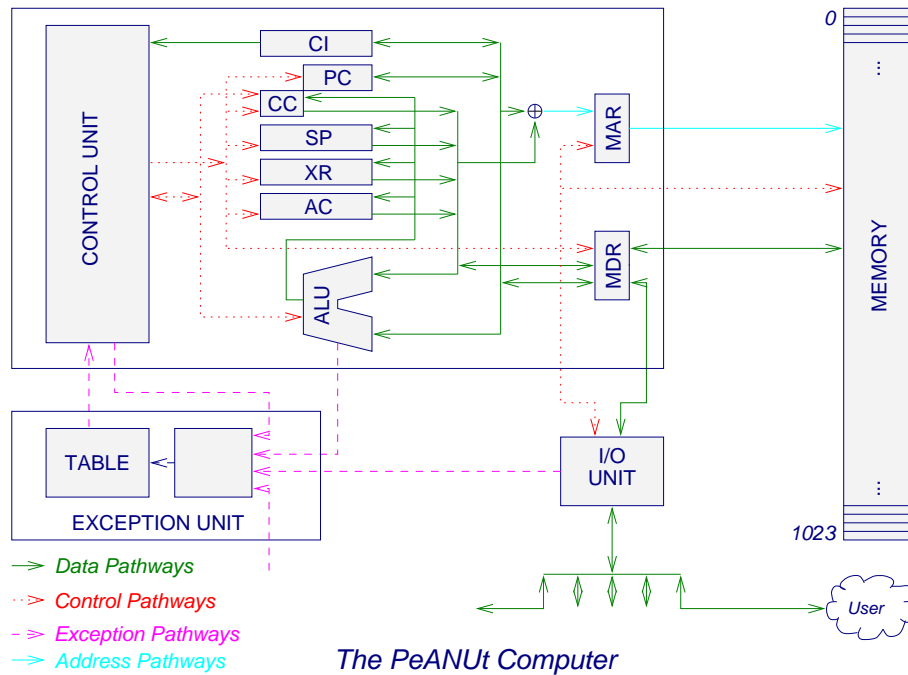 0
CI
⋮
PC
CC
MAR
SP
CONTROL UNIT
XR
AC
MDR
MEMORY
ALU
I/O
UNIT
TABLE
⋮
EXCEPTION UNIT
1023
Data Pathways
Control Pathways
User
Exception Pathways
Address Pathways
The PeANUt Computer